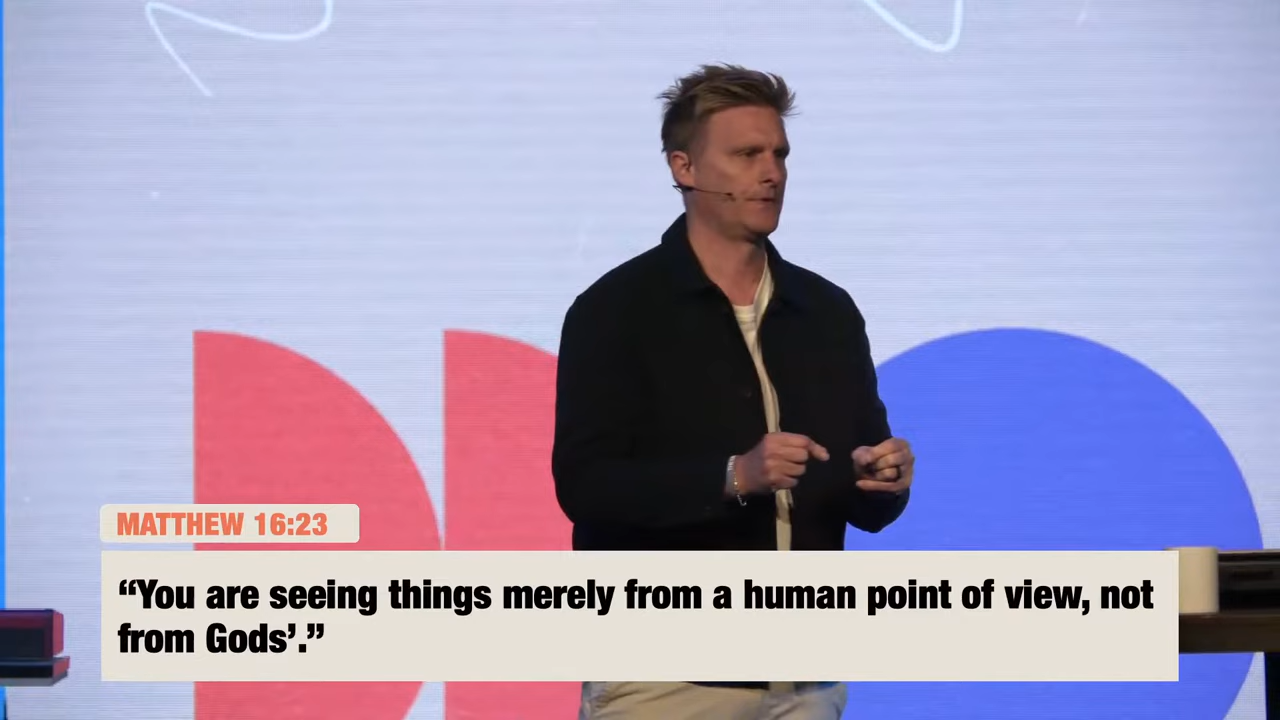 MATTHEW 16:23
“You are seeing things merely from a human point of view, not
from Gods’.”